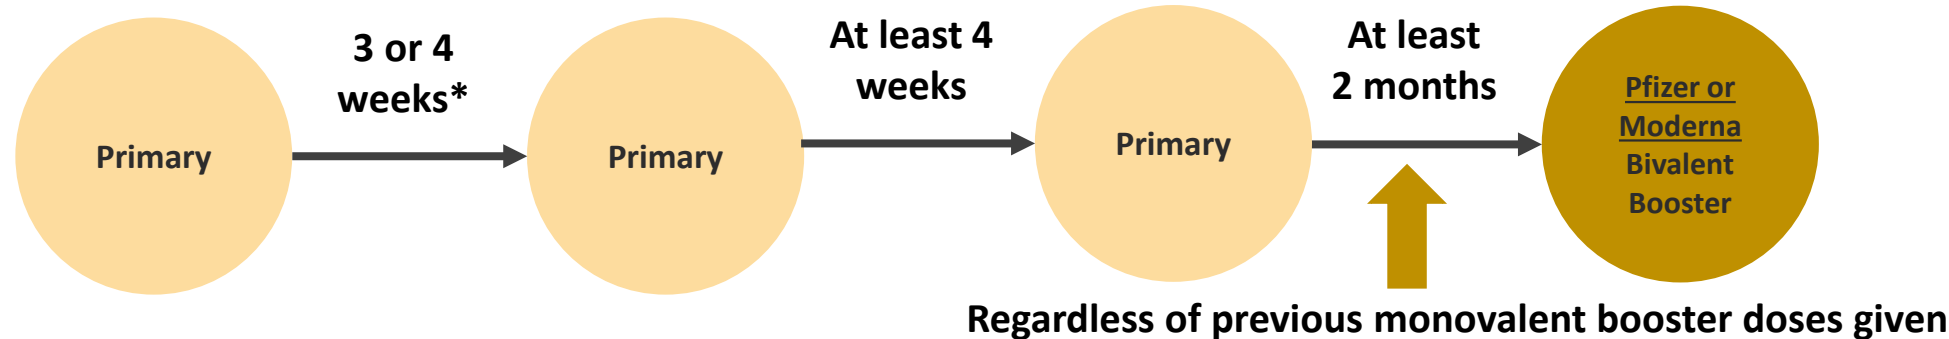 Primary
3 or 4
weeks*
Primary
At least 4
weeks
Primary
At least
2 months
Pfizer or
Moderna
Bivalent
Booster
Regardless of previous monovalent booster doses given